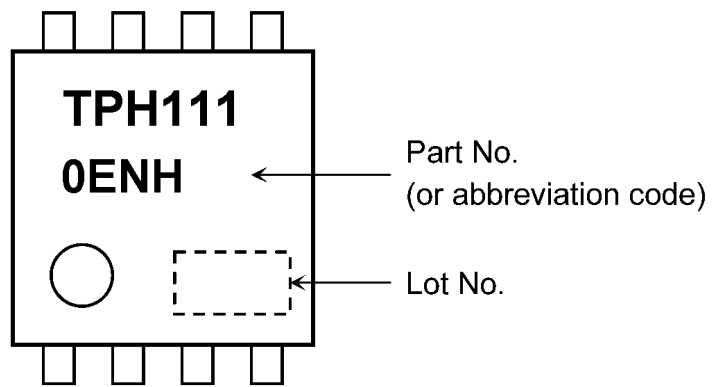 TPH111
0ENH
Part No.
(or abbreviation code)
Lot No.